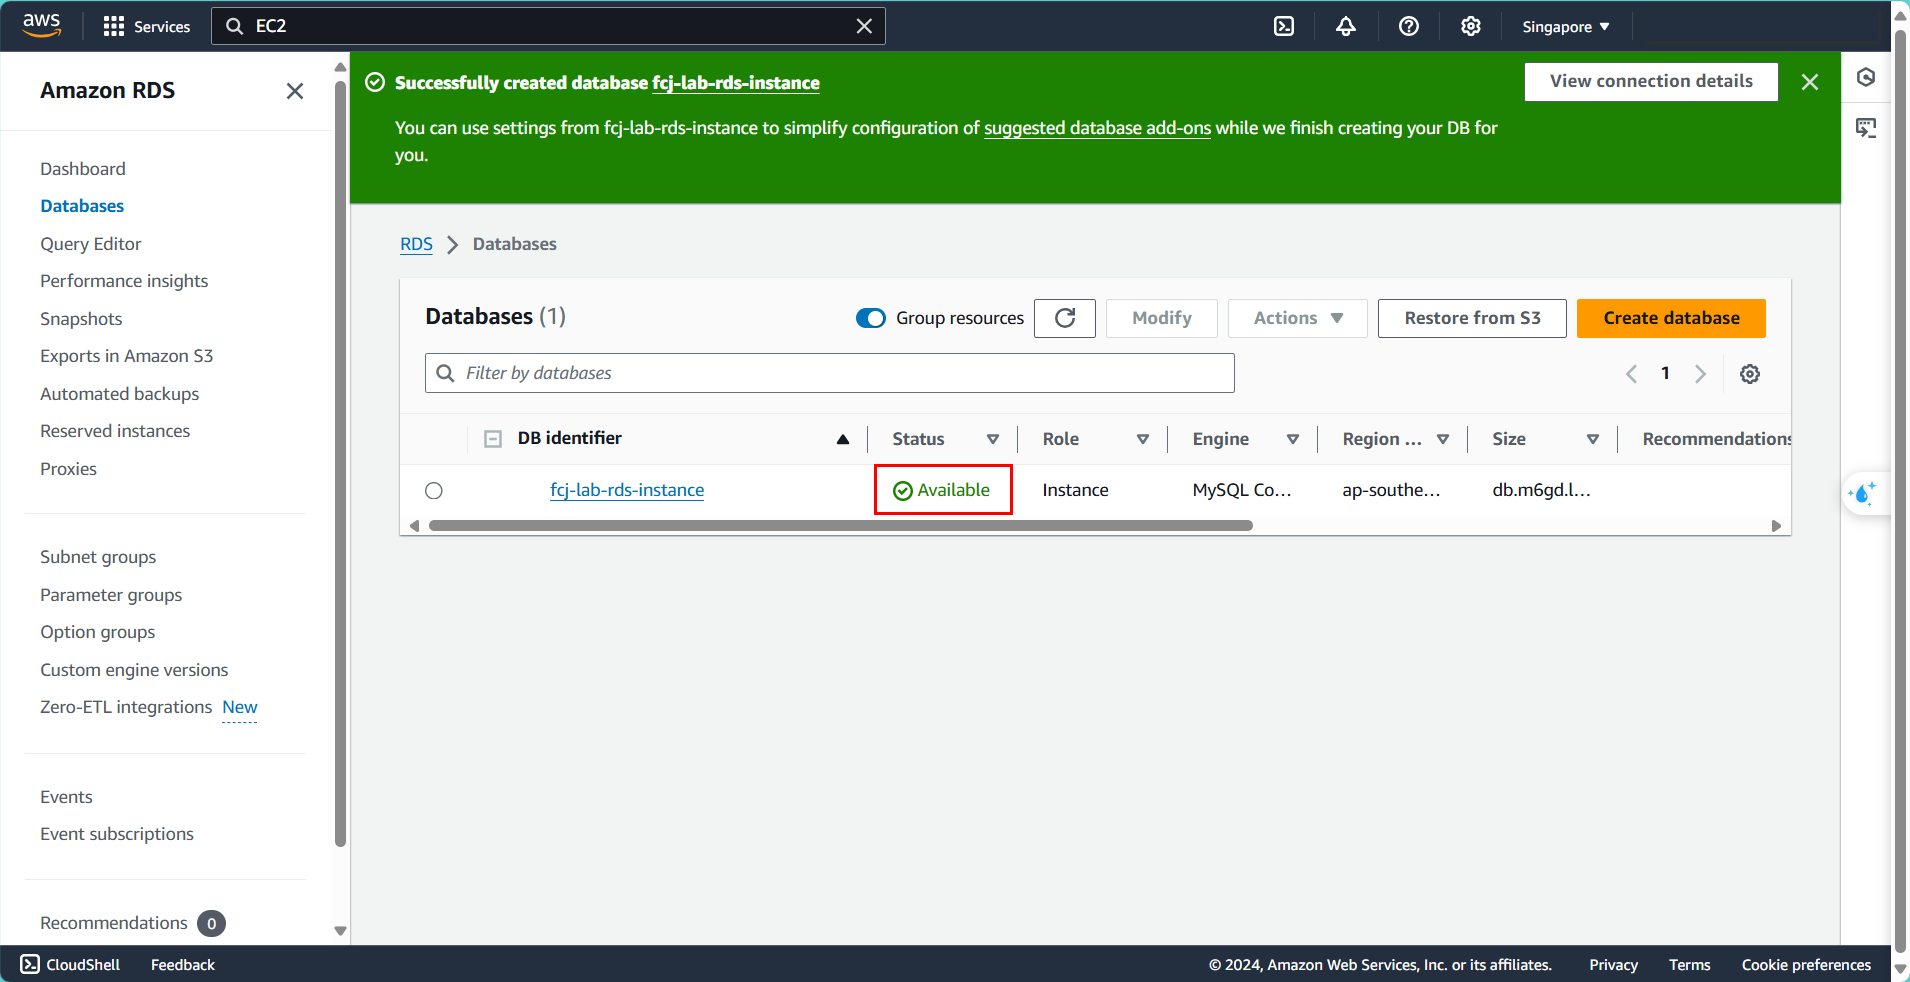 aws
Services
EC2
Singapore ▼
Amazon RDS
Dashboard
Databases
Query Editor
Performance insights
Snapshots
Exports in Amazon S3
Automated backups
Reserved instances
Proxies
Subnet groups
Parameter groups
Option groups
Custom engine versions
Zero-ETL integrations New
Events
Event subscriptions
Recommendations 0
Successfully created database fcj-lab-rds-instance
View connection details
You can use settings from fcj-lab-rds-instance to simplify configuration of suggested database add-ons while we finish creating your DB for
you.
RDS > Databases
Databases (1)
Group resources
Modify
Actions ▼
Restore from S3
Create database
Filter by databases
1
DB identifier Status Role Engine Region ... Size Recommendations
fcj-lab-rds-instance Available Instance MySQL Co... ap-southe... db.m6gd.l...
CloudShell Feedback
© 2024, Amazon Web Services, Inc. or its affiliates. Privacy Terms Cookie preferences